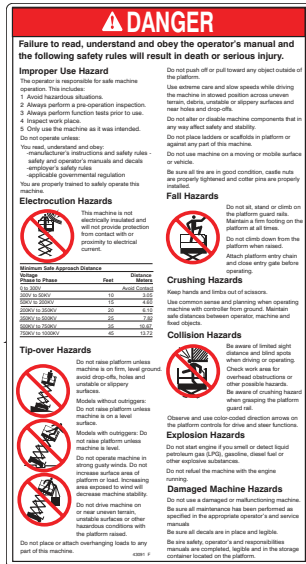 DANGER
Failure to read, understand and obey the operator's manual and
the following safety rules will result in death or serious injury.
Improper Use Hazard
The operator is responsible for safe machine
operation. This includes:
1 Avoid hazardous situations.
2 Always perform a pre-operation inspection.
3 Always perform function tests prior to use.
4 Inspect work place.
5 Only use the machine as it was intended.
Do not operate unless:
You read, understand and obey:
-manufacturer's instructions and safety rules -
safety and operator's manuals and decals
-employer's safety rules
-applicable governmental regulation
You are properly trained to safely operate this
machine.
Electrocution Hazards
This machine is not
electrically insulated and
will not provide protection
from contact with or
proximity to electrical
current.
Minimum Safe Approach Distance
Voltage Distance
Phase to Phase Feet Meters
0 to 300V Avoid Contact
300V to 50KV 10 3.05
50KV to 200KV 15 4.60
200KV to 350KV 20 6.10
350KV to 500KV 25 7.62
500KV to 750KV 35 10.67
750KV to 1000KV 45 13.72
Tip-over Hazards
Do not raise platform unless
machine is on firm, level ground.
avoid drop-offs, holes and
unstable or slippery
surfaces.
Models without outriggers:
Do not raise platform unless
machine is on a level
surface.
Models with outriggers: Do
not raise platform unless
machine is level.
Do not operate machine in
strong gusty winds. Do not
increase surface area of
platform or load. Increasing
area exposed to wind will
decrease machine stability.
Do not drive machine on
or near uneven terrain,
unstable surfaces or other
hazardous conditions with
the platform raised.
Do not place or attach overhanging loads to any
part of this machine.
Do not push off or pull toward any object outside of
the platform.
Use extreme care and slow speeds while driving
machine in stowed position across uneven
terrain, debris, unstable or slippery surfaces and
near holes and drop-offs.
Do not alter or disable machine components that in
any way affect safety and stability.
Do not place ladders or scaffolds in platform or
against any part of this machine.
Do not use machine on a moving or mobile surface
or vehicle.
Be sure all tire are in good condition, castle nuts
are properly tightened and cotter pins are properly
installed.
Fall Hazards
Do not sit, stand or climb on
the platform guard rails.
Maintain a firm footing on the
platform at all times.
Do not climb down from the
platform when raised.
Attach platform entry chain
and close entry gate before
operating.
Crushing Hazards
Keep hands and limbs out of scissors.
Use common sense and planning when operating
machine with controller from ground. Maintain
safe distances between operator, machine and
fixed objects.
Collision Hazards
Be aware of limited sight
distance and blind spots
when driving or operating.
Check work area for
overhead obstructions or
other possible hazards.
Be aware of crushing hazard
when grasping the platform
guard rail.
Observe and use color-coded direction arrows on
the platform controls for drive and steer functions.
Explosion Hazards
Do not start engine if you smell or detect liquid
petroleum gas (LPG), gasoline, diesel fuel or
other explosive substances.
Do not refuel the machine with the engine
running.
Damaged Machine Hazards
Do not use a damaged or malfunctioning machine.
Be sure all maintenance has been performed as
specified in the appropriate operator's and service
manuals
Be sure all decals are in place and legible.
Be sure safety, operator's and responsibilities
manuals are completed, legible and in the storage
container located on the platform.